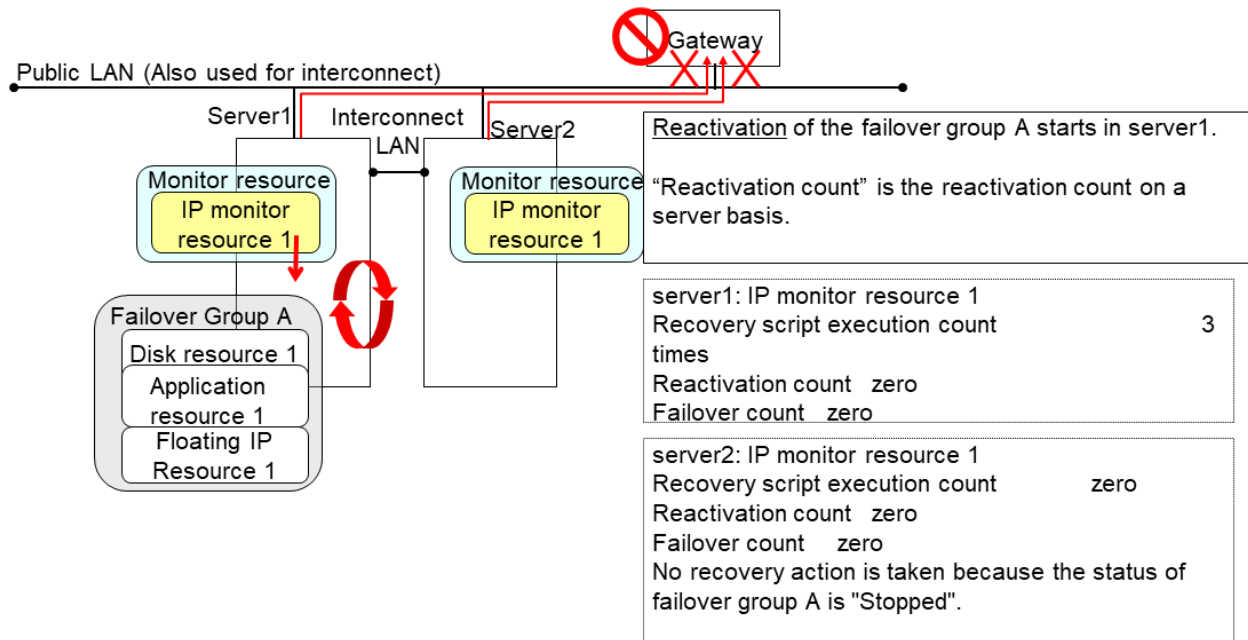 Gateway
Public LAN (Also used for interconnect)
Server1
Interconnect
LAN
Server2
Monitor resource
IP monitor
resource 1
Monitor resource
IP monitor
resource 1
Failover Group A
Disk resource 1
Application
resource 1
Floating IP
Resource 1
Reactivation of the failover group A starts in server1.
“Reactivation count” is the reactivation count on a
server basis.
server1: IP monitor resource 1
Recovery script execution count 3
times
Reactivation count zero
Failover count zero
server2: IP monitor resource 1
Recovery script execution count zero
Reactivation count zero
Failover count zero
No recovery action is taken because the status of
failover group A is "Stopped".